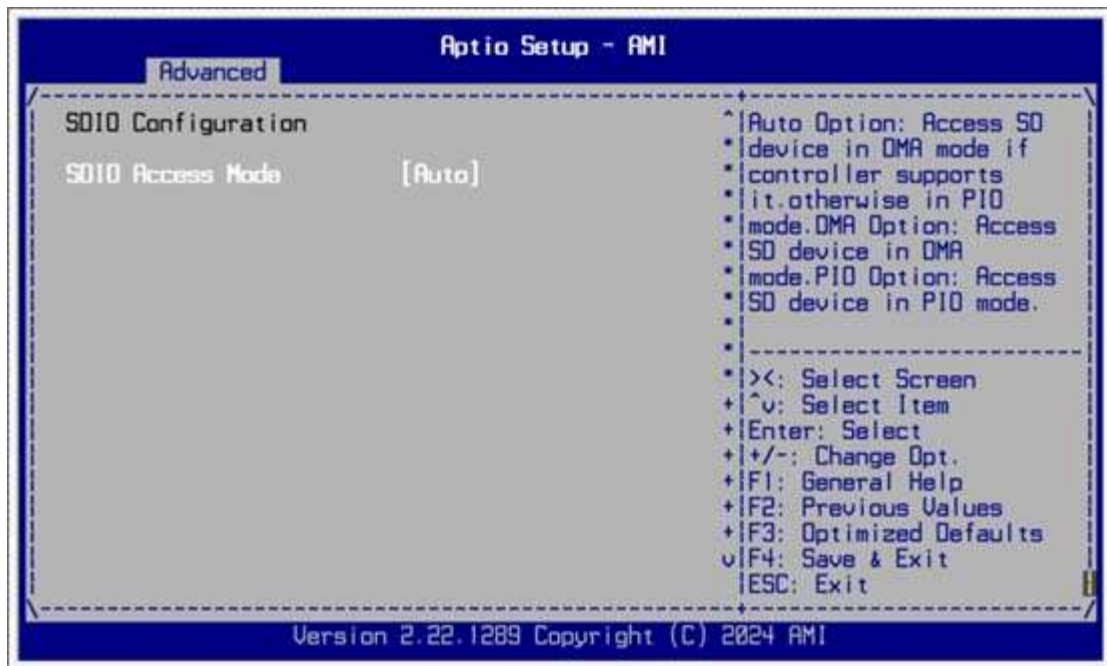 Aptio Setup - AMI
Advanced
SDIO Configuration
SDIO Access Mode [Auto]
Auto Option: Access SD
device in DMA mode if
controller supports
it.otherwise in PIO
mode.DMA Option: Access
SD device in DMA
mode.PIO Option: Access
SD device in PIO mode.
><: Select Screen
^v: Select Item
Enter: Select
+/-: Change Opt.
F1: General Help
F2: Previous Values
F3: Optimized Defaults
F4: Save & Exit
ESC: Exit
Version 2.22.1289 Copyright (C) 2024 AMI